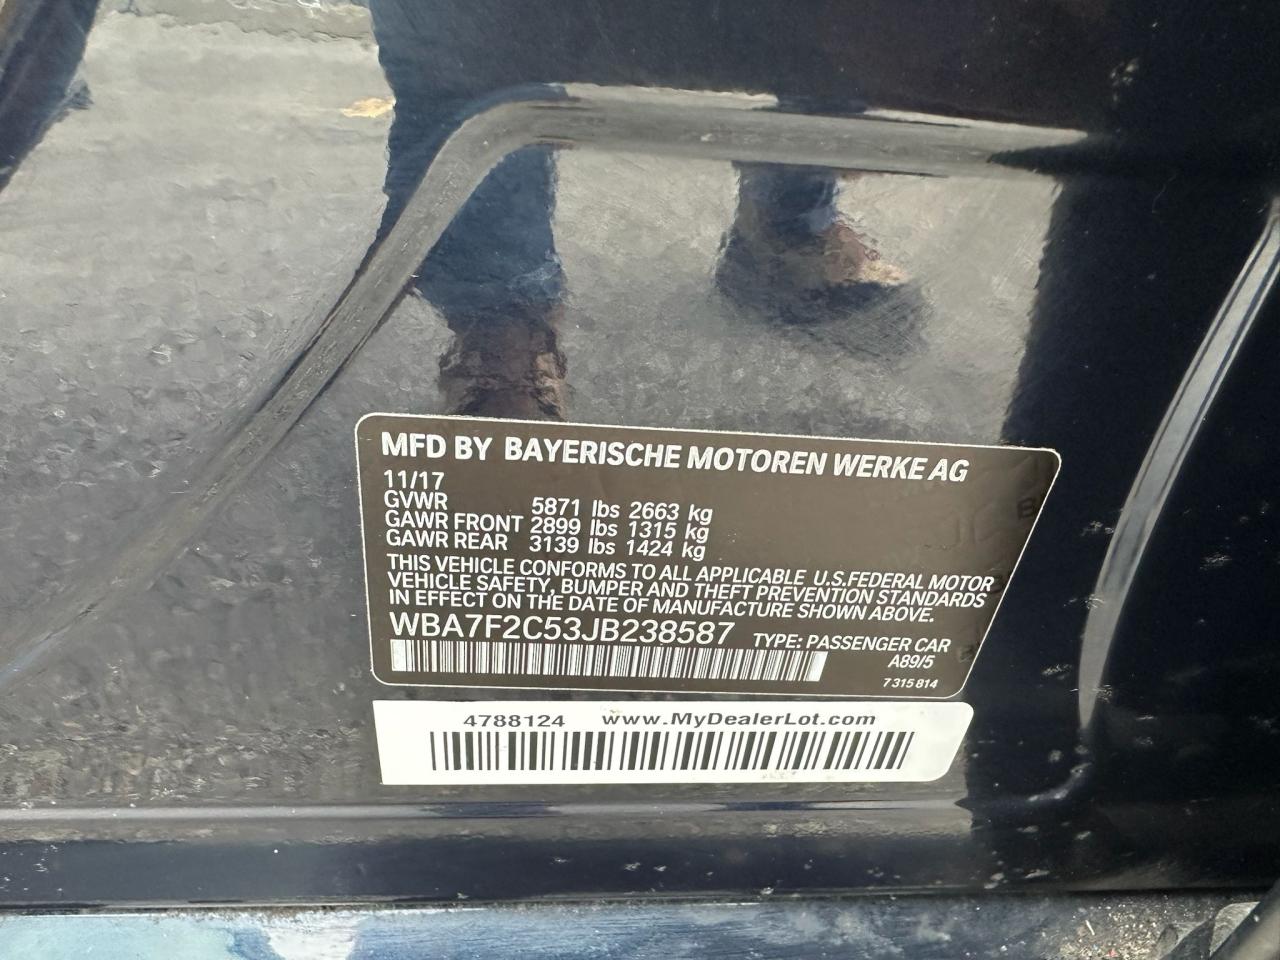 MFD BY BAYERISCHE MOTOREN WERKE AG
11/17
GVWR 5871 lbs 2663 kg
GAWR FRONT 2899 lbs 1315 kg
GAWR REAR 3139 lbs 1424 kg
THIS VEHICLE CONFORMS TO ALL APPLICABLE U.S.FEDERAL MOTOR
VEHICLE SAFETY, BUMPER AND THEFT PREVENTION STANDARDS
IN EFFECT ON THE DATE OF MANUFACTURE SHOWN ABOVE.
WBA7F2C53JB238587 TYPE: PASSENGER CAR
A89/5
7315814
4788124 www.MyDealerLot.com